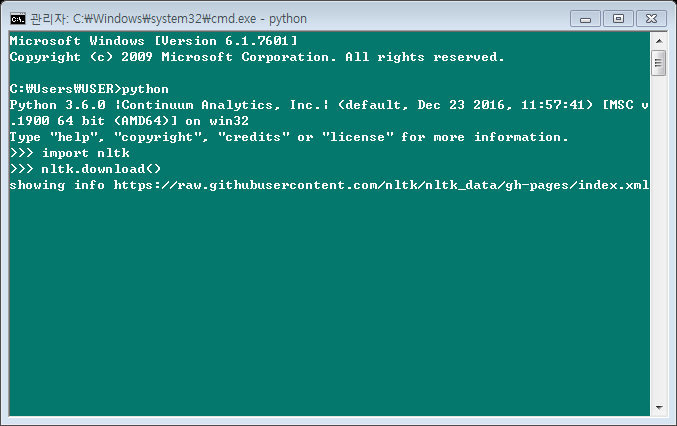 관리자: C:₩Windows₩system32₩cmd.exe - python
Microsoft Windows [Version 6.1.7601]
Copyright (c) 2009 Microsoft Corporation. All rights reserved.
C:₩Users₩USER>python
Python 3.6.0 |Continuum Analytics, Inc.| (default, Dec 23 2016, 11:57:41) [MSC v
.1900 64 bit (AMD64)] on win32
Type "help", "copyright", "credits" or "license" for more information.
>>> import nltk
>>> nltk.download()
showing info https://raw.githubusercontent.com/nltk/nltk_data/gh-pages/index.xml